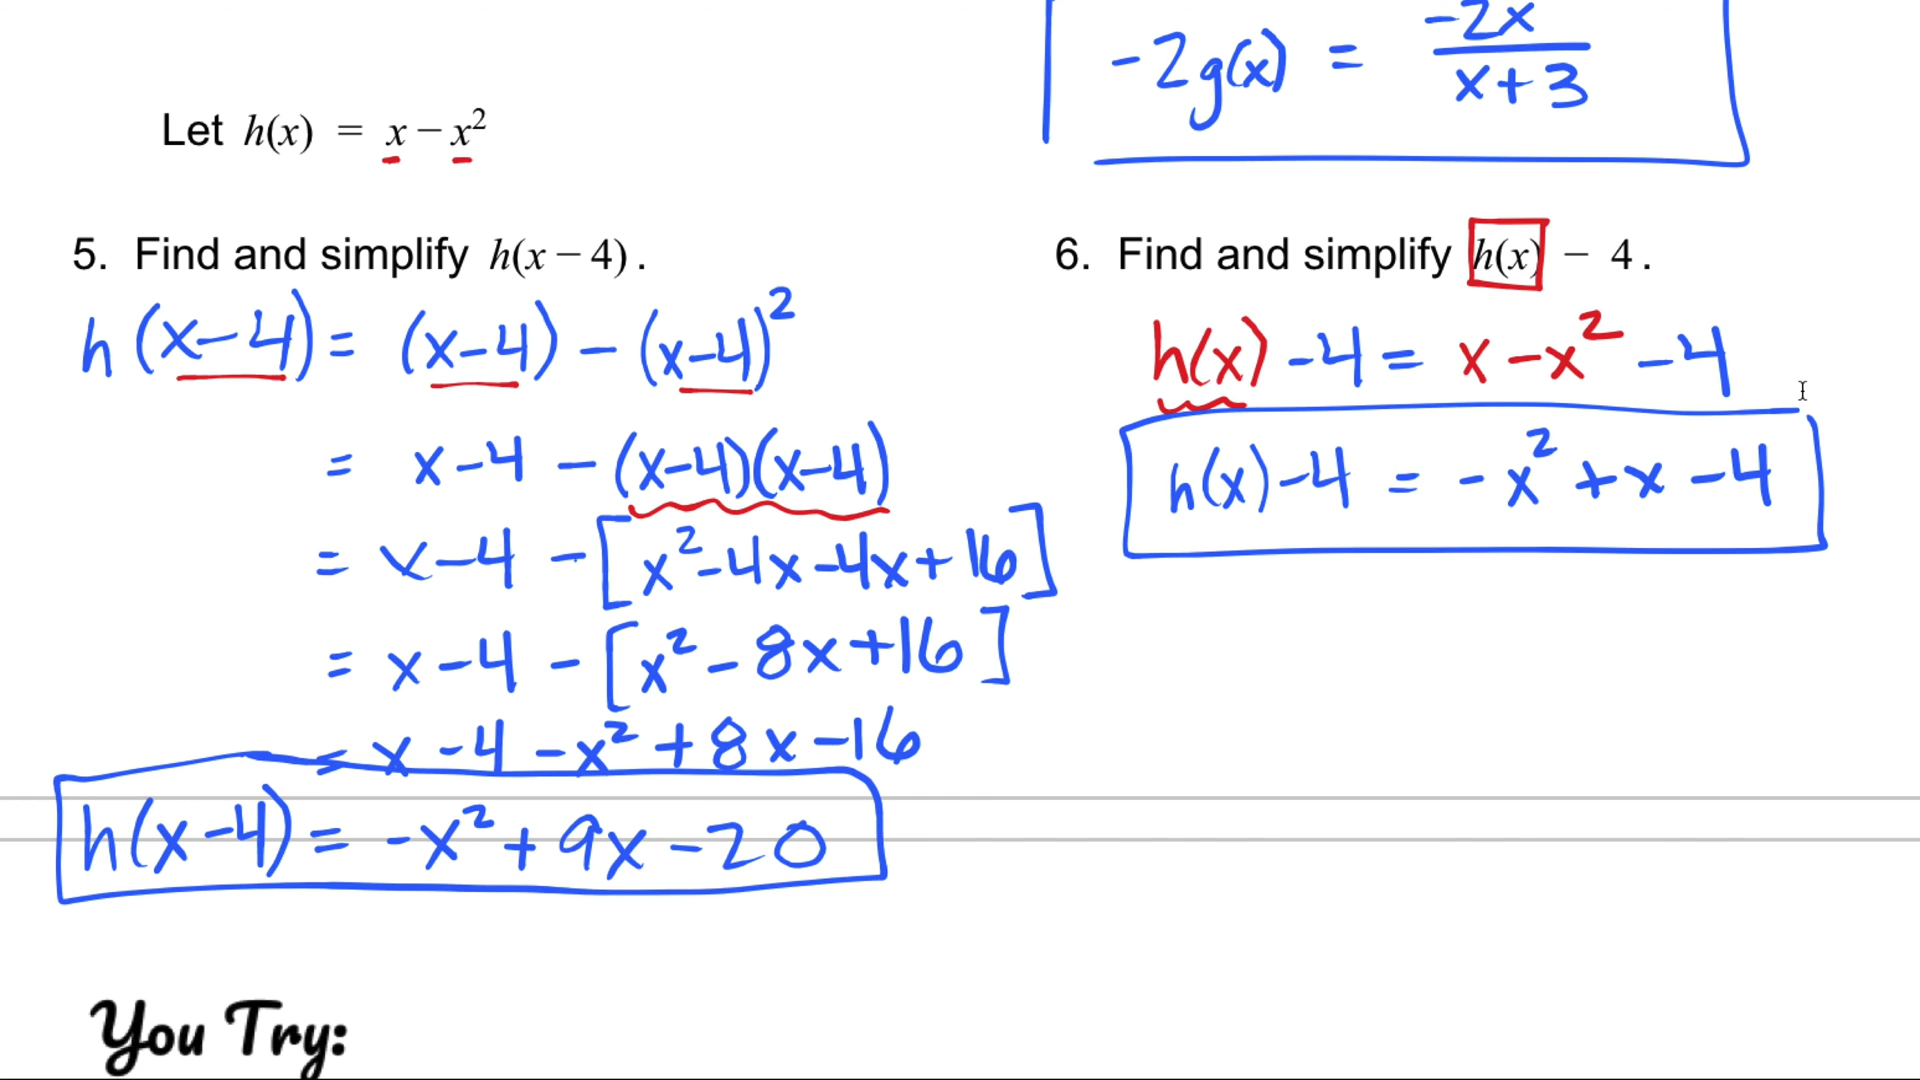 -2g(x) = -2x / x+3
Let h(x) = x − x²
5. Find and simplify h(x − 4).
h(x-4) = (x-4) - (x-4)²
= x-4 - (x-4)(x-4)
= x-4 - [x²-4x-4x+16]
= x-4 - [x²-8x+16]
= x-4-x²+8x-16
h(x-4) = -x²+9x-20
6. Find and simplify h(x) − 4.
h(x)-4 = x-x²-4
h(x)-4 = -x²+x-4
You Try: